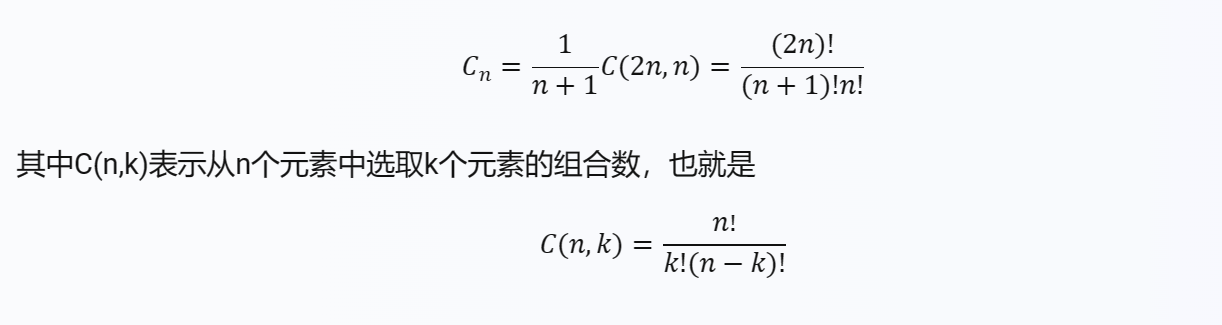 C_n = \frac{1}{n+1}C(2n,n) = \frac{(2n)!}{(n+1)!n!}
其中C(n,k)表示从n个元素中选取k个元素的组合数，也就是
C(n,k) = \frac{n!}{k!(n-k)!}